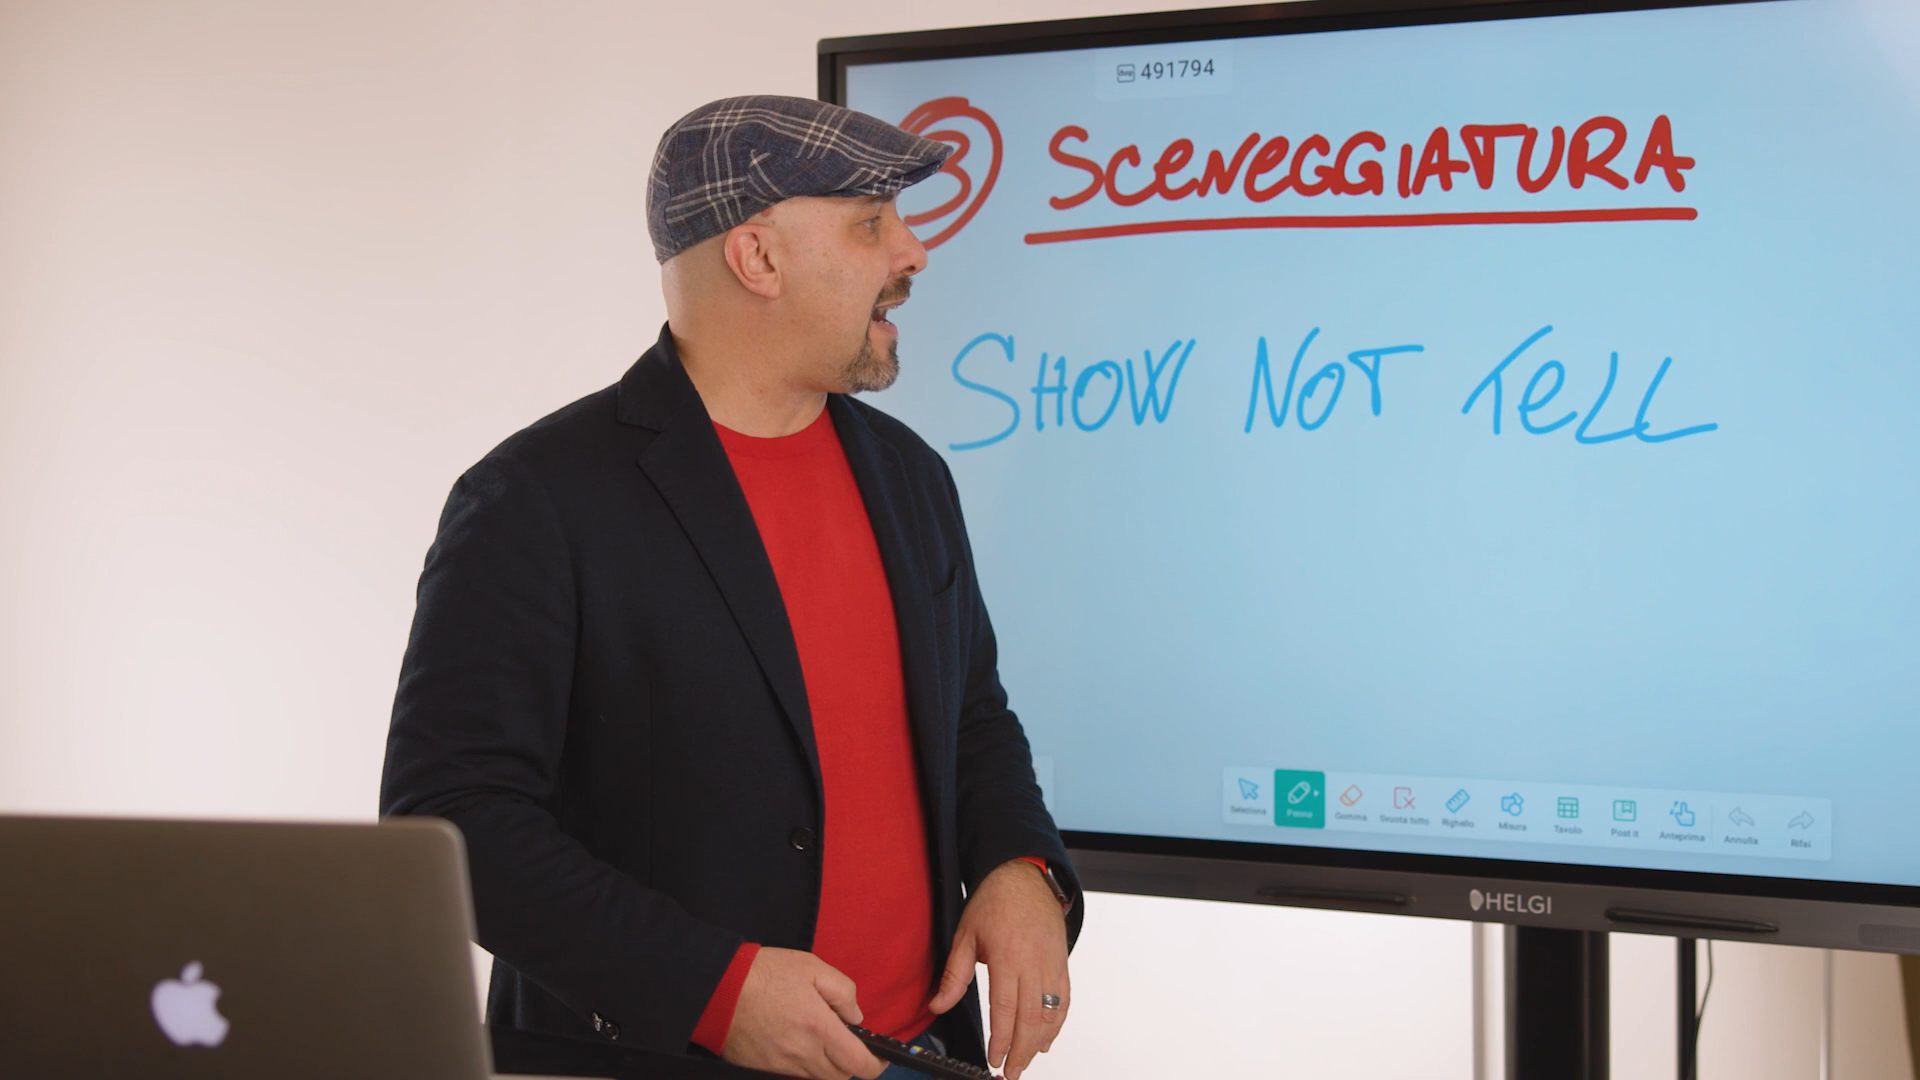 491794
3 SCENEGGIATURA
SHOW NOT TELL
Seleziona Penna Gomma Svuota tutto Righello Misura Tavolo Post it Anteprima Annulla Rifai
HELGI